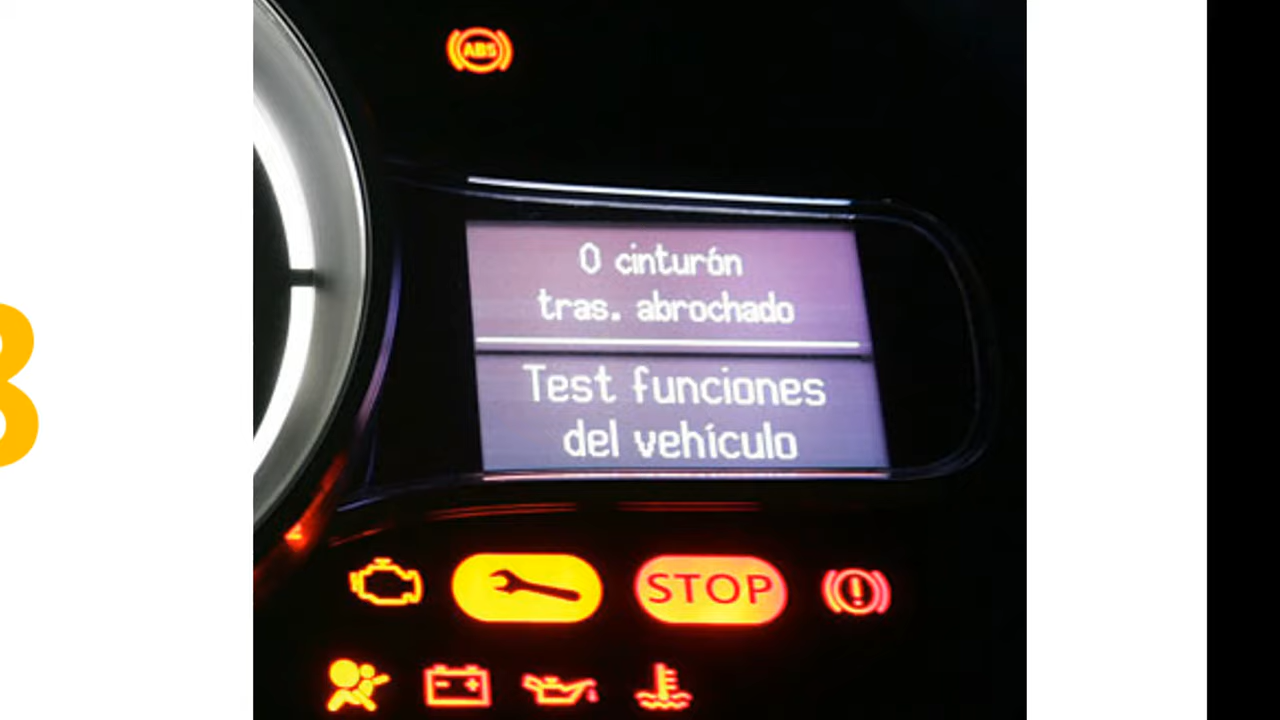 ABS
0 cinturón
tras. abrochado
Test funciones
del vehículo
STOP